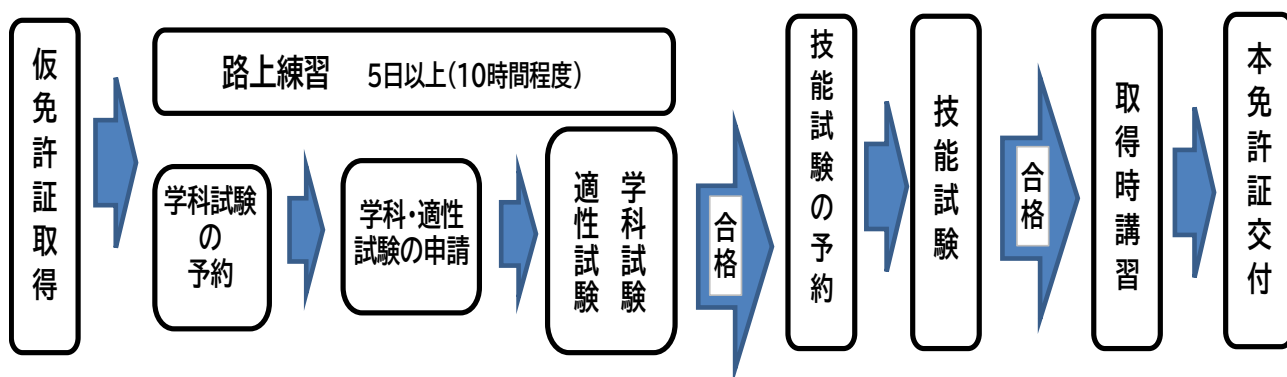 仮免許証取得
路上練習　5日以上(10時間程度)
学科試験
の
予約
学科・適性
試験の申請
学科試験
適性試験
合格
技能試験の予約
技能試験
合格
取得時講習
本免許証交付